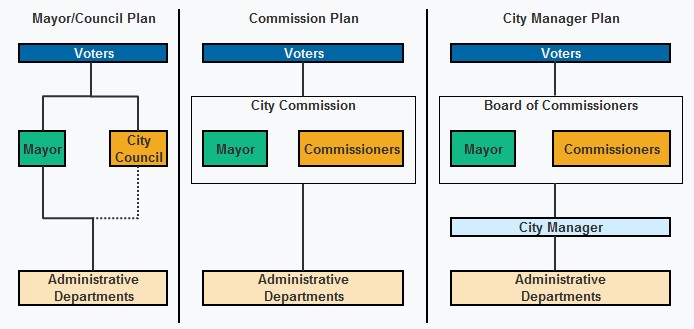 Mayor/Council Plan
Voters
Mayor
City
Council
Administrative
Departments
Commission Plan
Voters
City Commission
Mayor
Commissioners
Administrative
Departments
City Manager Plan
Voters
Board of Commissioners
Mayor
Commissioners
City Manager
Administrative
Departments